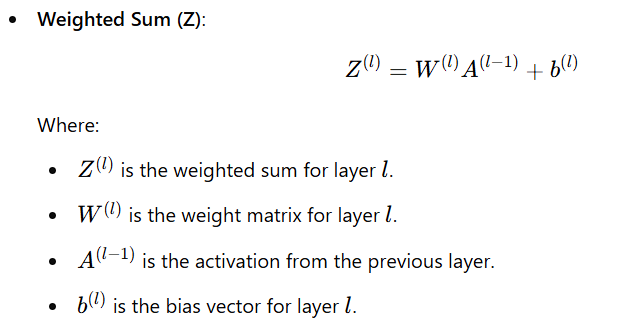 • Weighted Sum (Z):
Z^{(l)} = W^{(l)} A^{(l-1)} + b^{(l)}
Where:
• Z^{(l)} is the weighted sum for layer l.
• W^{(l)} is the weight matrix for layer l.
• A^{(l-1)} is the activation from the previous layer.
• b^{(l)} is the bias vector for layer l.